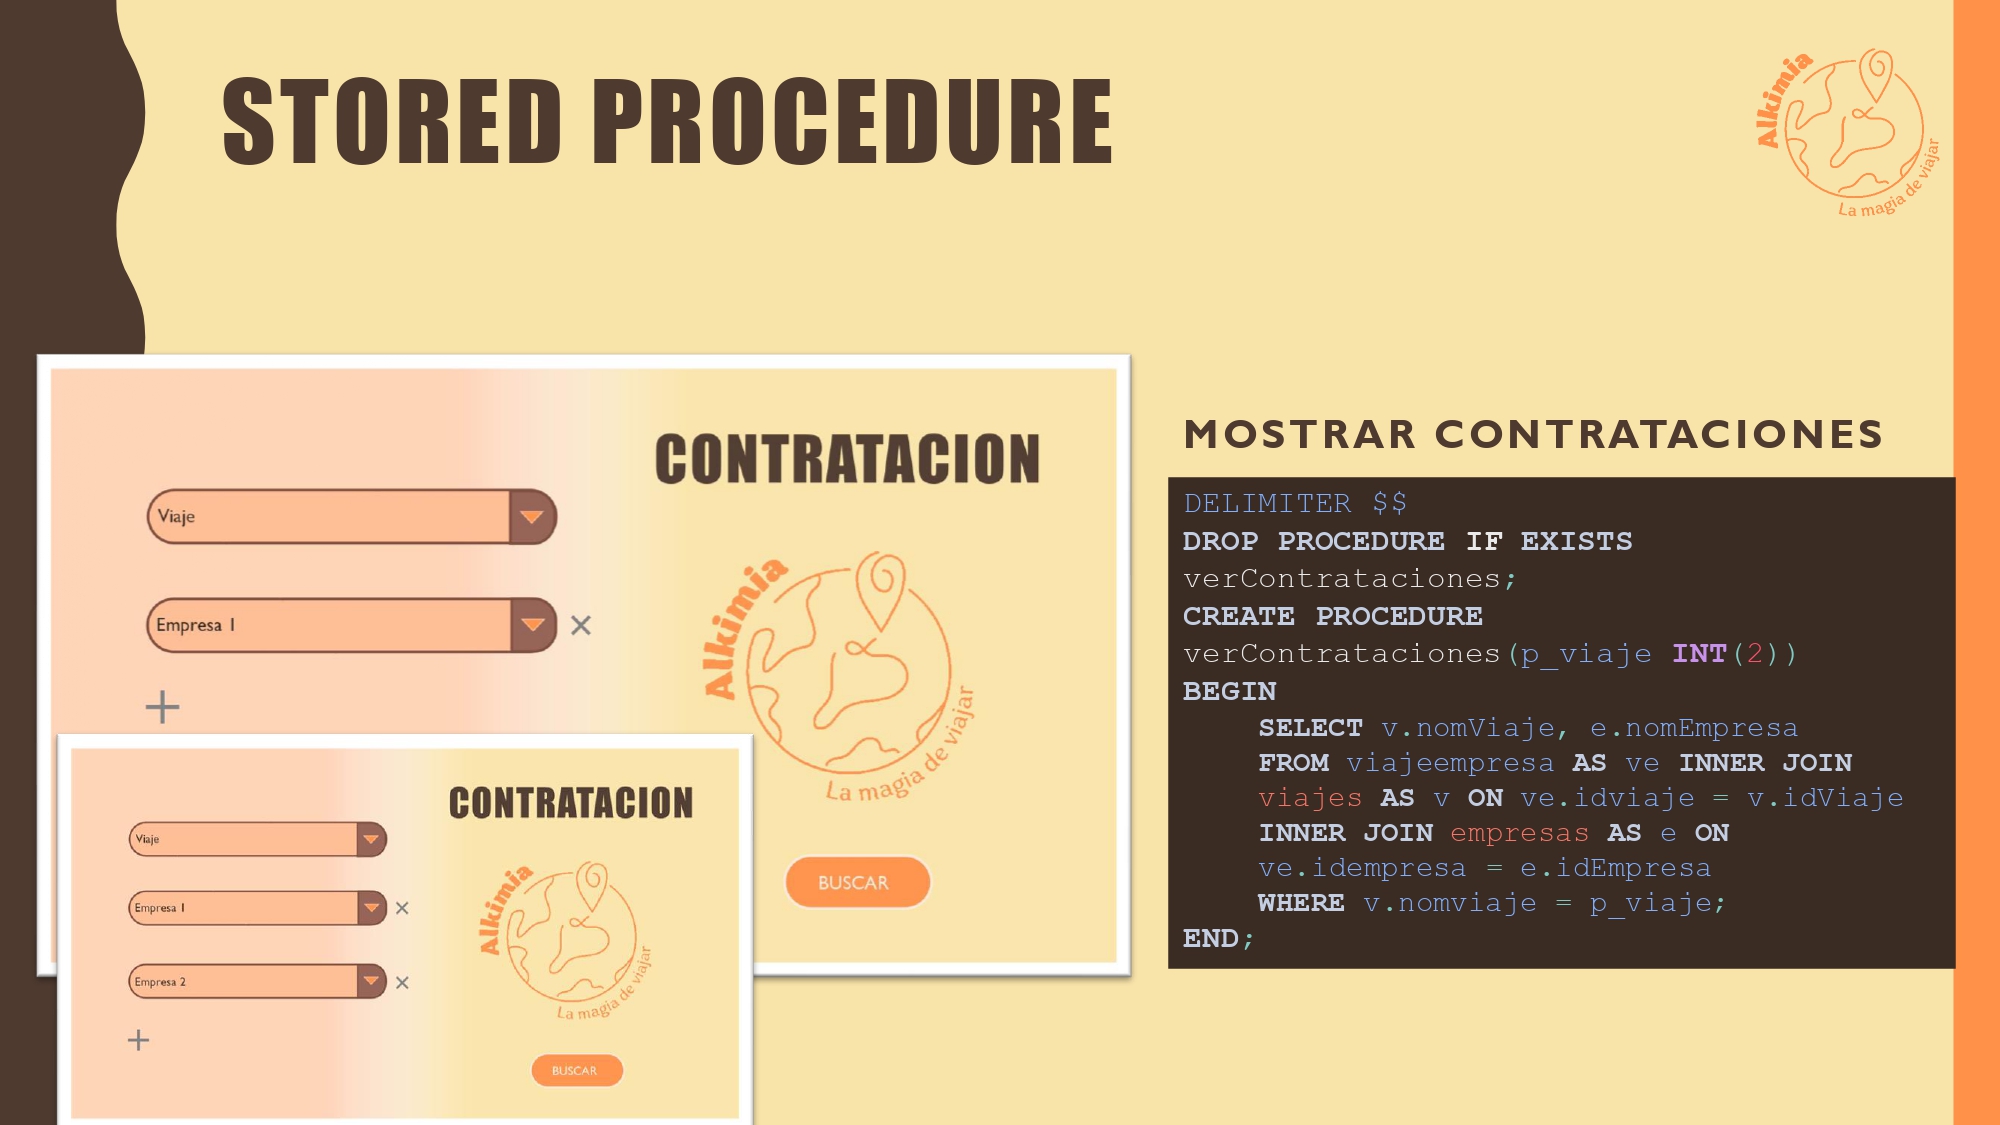 STORED PROCEDURE
Alkimia
La magia de viajar
CONTRATACION
Viaje
Empresa 1
Alkimia
La magia de viajar
BUSCAR
CONTRATACION
Viaje
Empresa 1
Empresa 2
Alkimia
La magia de viajar
BUSCAR
MOSTRAR CONTRATACIONES
DELIMITER $$
DROP PROCEDURE IF EXISTS
verContrataciones;
CREATE PROCEDURE
verContrataciones(p_viaje INT(2))
BEGIN
SELECT v.nomViaje, e.nomEmpresa
FROM viajeempresa AS ve INNER JOIN
viajes AS v ON ve.idviaje = v.idViaje
INNER JOIN empresas AS e ON
ve.idempresa = e.idEmpresa
WHERE v.nomviaje = p_viaje;
END;